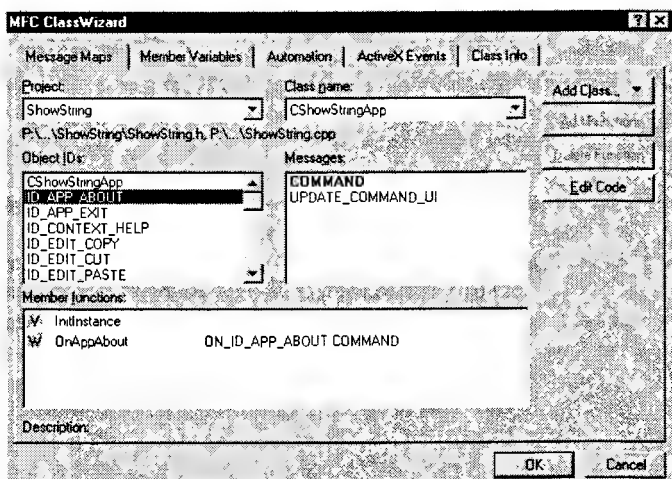 MFC ClassWizard
Message Maps Member Variables Automation ActiveX Events Class Info
Project: Class name: Add Class...
ShowString CShowStringApp
P:\...\ShowString\ShowString.h, P:\...\ShowString.cpp
Object IDs: Messages: Delete Function
CShowStringApp COMMAND Edit Code
ID_APP_ABOUT UPDATE_COMMAND_UI
ID_APP_EXIT
ID_CONTEXT_HELP
ID_EDIT_COPY
ID_EDIT_CUT
ID_EDIT_PASTE
Member functions:
V InitInstance
W OnAppAbout ON_ID_APP_ABOUT COMMAND
Description:
OK Cancel